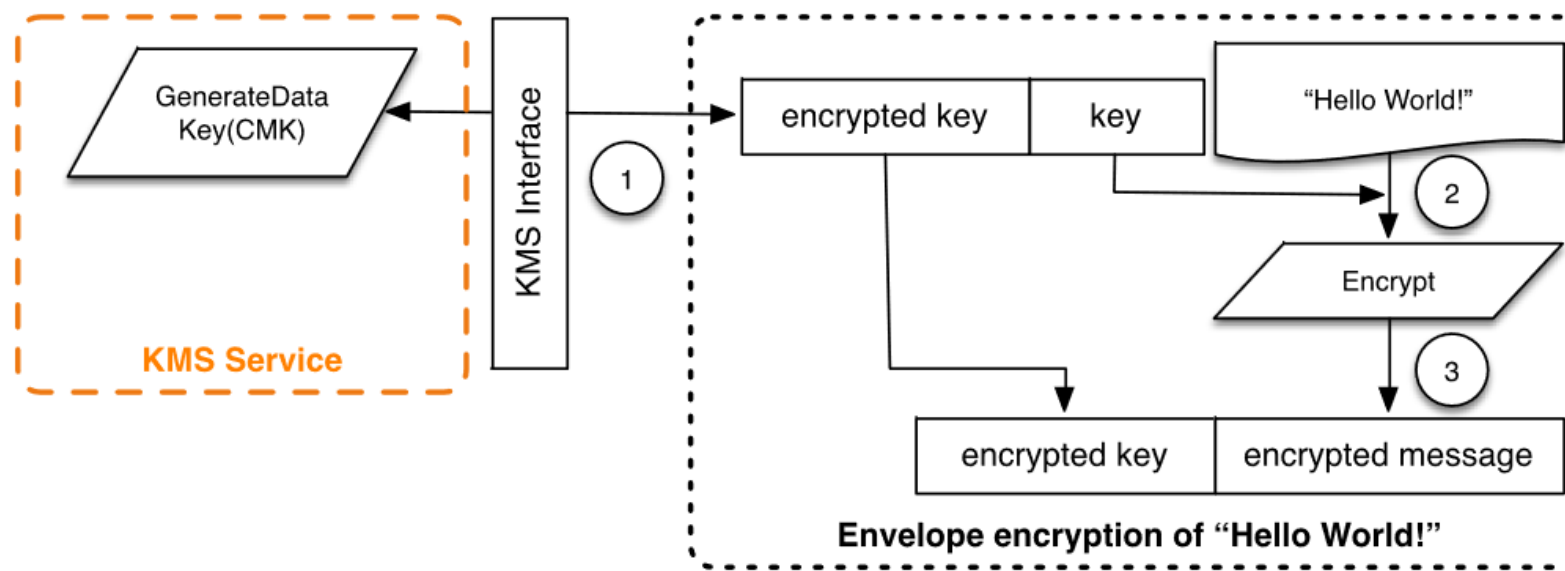 GenerateData
Key(CMK)
KMS Service
KMS Interface
1
encrypted key
key
“Hello World!”
2
Encrypt
3
encrypted key
encrypted message
Envelope encryption of “Hello World!”